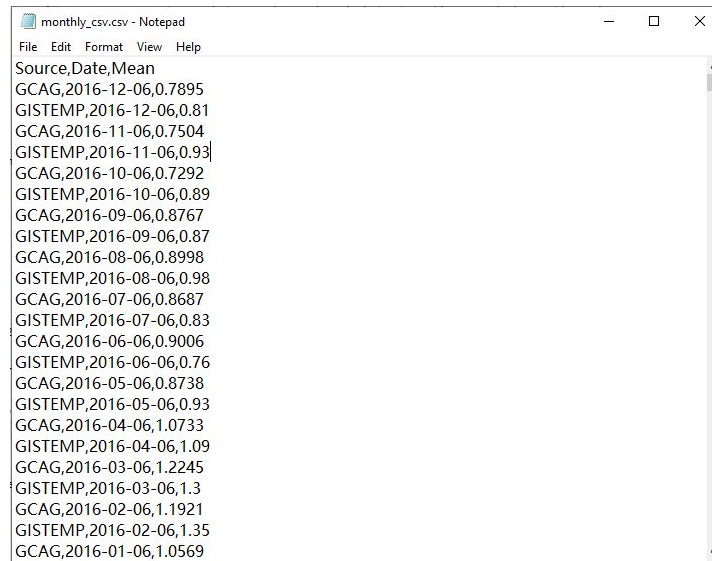 monthly_csv.csv - Notepad
File Edit Format View Help
Source,Date,Mean
GCAG,2016-12-06,0.7895
GISTEMP,2016-12-06,0.81
GCAG,2016-11-06,0.7504
GISTEMP,2016-11-06,0.93
GCAG,2016-10-06,0.7292
GISTEMP,2016-10-06,0.89
GCAG,2016-09-06,0.8767
GISTEMP,2016-09-06,0.87
GCAG,2016-08-06,0.8998
GISTEMP,2016-08-06,0.98
GCAG,2016-07-06,0.8687
GISTEMP,2016-07-06,0.83
GCAG,2016-06-06,0.9006
GISTEMP,2016-06-06,0.76
GCAG,2016-05-06,0.8738
GISTEMP,2016-05-06,0.93
GCAG,2016-04-06,1.0733
GISTEMP,2016-04-06,1.09
GCAG,2016-03-06,1.2245
GISTEMP,2016-03-06,1.3
GCAG,2016-02-06,1.1921
GISTEMP,2016-02-06,1.35
GCAG,2016-01-06,1.0569